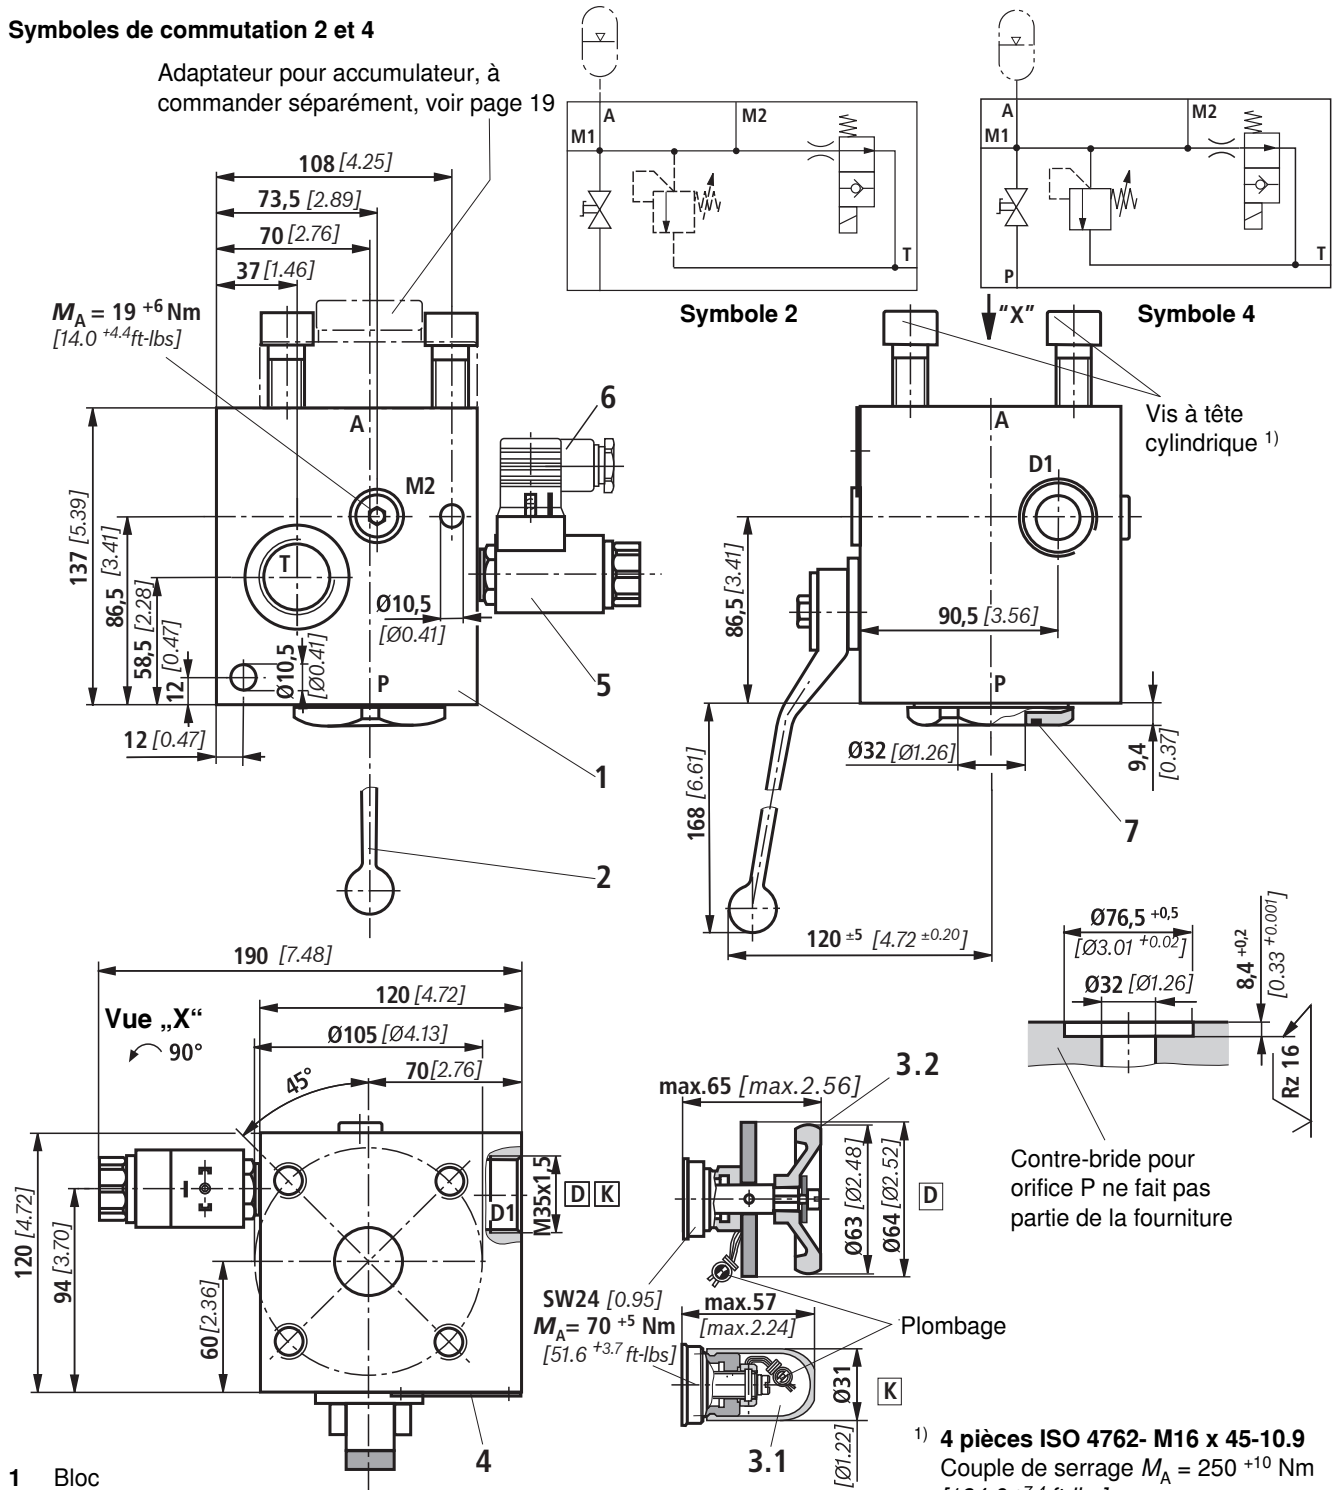 Symboles de commutation 2 et 4
Adaptateur pour accumulateur, à
commander séparément, voir page 19
A
M1
M2
T
Symbole 2
A
M1
M2
T
P
Symbole 4
108 [4.25]
73,5 [2.89]
70 [2.76]
37 [1.46]
MA = 19 +6 Nm
[14.0 +4.4 ft-lbs]
A
M2
T
P
137 [5.39]
86,5 [3.41]
58,5 [2.28]
12 [0.47]
Ø10,5
[Ø0.41]
Ø10,5
[Ø0.41]
12 [0.47]
6
5
1
2
"X"
Vis à tête
cylindrique 1)
A
D1
P
86,5 [3.41]
90,5 [3.56]
Ø32 [Ø1.26]
9,4
[0.37]
168 [6.61]
7
120 ±5 [4.72 ±0.20]
190 [7.48]
120 [4.72]
Vue „X“
90°
Ø105 [Ø4.13]
45°
70 [2.76]
120 [4.72]
94 [3.70]
60 [2.36]
M35x1,5
D K
D1
4
max.65 [max.2.56]
3.2
Ø63 [Ø2.48]
Ø64 [Ø2.52]
D
SW24 [0.95]
MA = 70 +5 Nm
[51.6 +3.7 ft-lbs]
max.57
[max.2.24]
Plombage
Ø31
[Ø1.22]
K
3.1
Ø76,5 +0,5
[Ø3.01 +0.02]
Ø32 [Ø1.26]
8,4 +0,2
[0.33 +0.001]
Rz 16
Contre-bride pour
orifice P ne fait pas
partie de la fourniture
1) 4 pièces ISO 4762- M16 x 45-10.9
Couple de serrage MA = 250 +10 Nm
1 Bloc